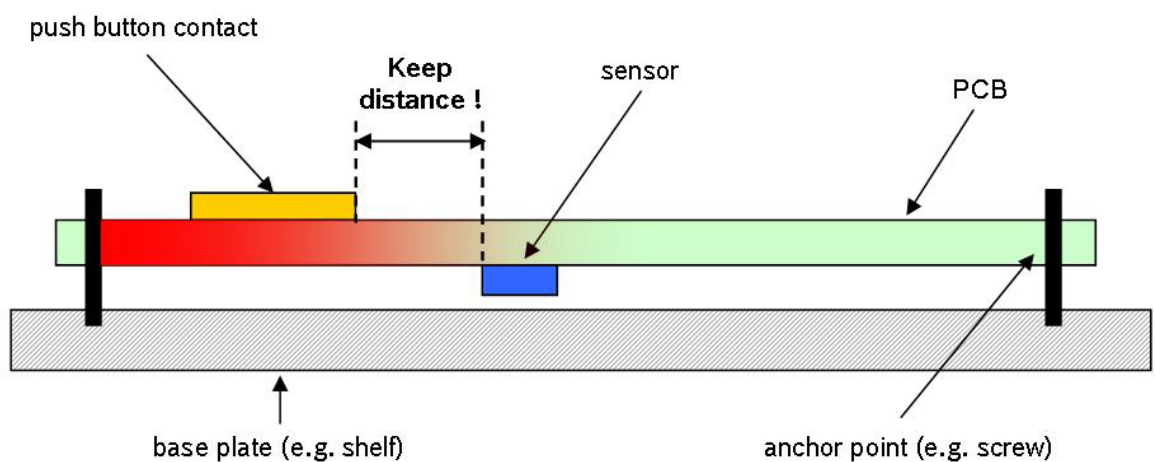 push button contact
Keep
distance !
sensor
PCB
base plate (e.g. shelf)
anchor point (e.g. screw)